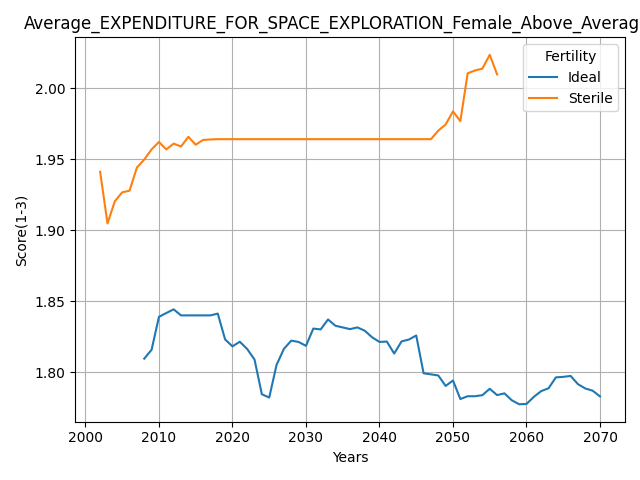 Average_EXPENDITURE_FOR_SPACE_EXPLORATION_Female_Above_Averag
Fertility
Ideal
Sterile
Score(1-3)
2.00
1.95
1.90
1.85
1.80
2000 2010 2020 2030 2040 2050 2060 2070
Years